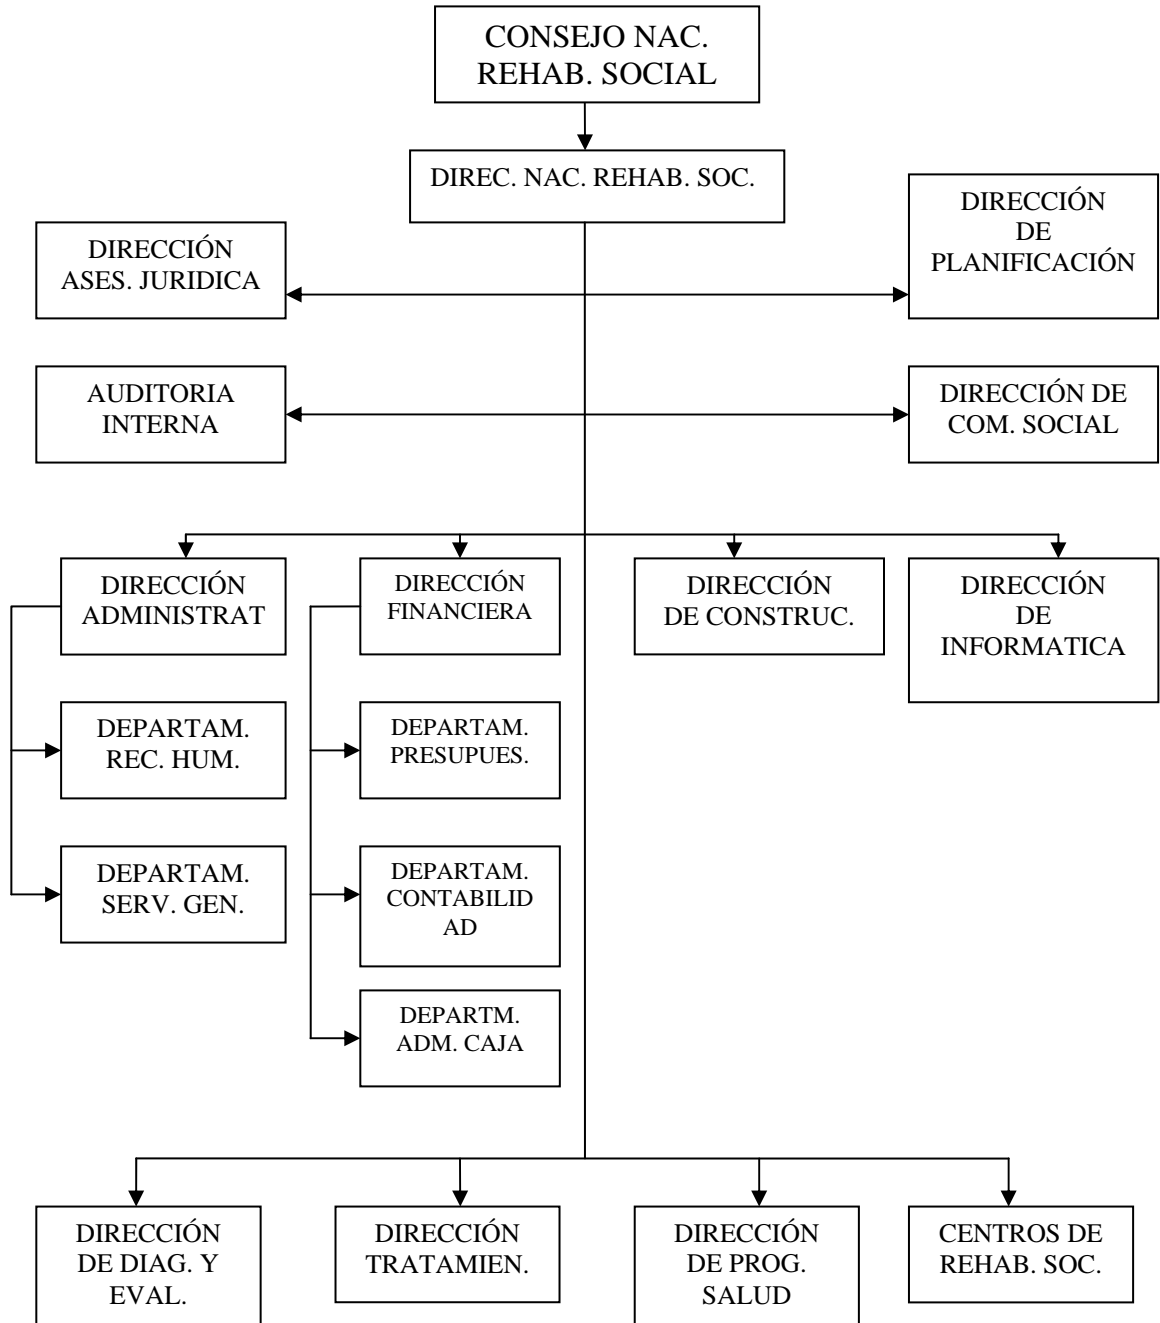 CONSEJO NAC.
REHAB. SOCIAL
DIREC. NAC. REHAB. SOC.
DIRECCIÓN
DE
PLANIFICACIÓN
DIRECCIÓN
ASES. JURIDICA
AUDITORIA
INTERNA
DIRECCIÓN DE
COM. SOCIAL
DIRECCIÓN
ADMINISTRAT
DIRECCIÓN
FINANCIERA
DIRECCIÓN
DE CONSTRUC.
DIRECCIÓN
DE
INFORMATICA
DEPARTAM.
REC. HUM.
DEPARTAM.
PRESUPUES.
DEPARTAM.
SERV. GEN.
DEPARTAM.
CONTABILID
AD
DEPARTM.
ADM. CAJA
DIRECCIÓN
DE DIAG. Y
EVAL.
DIRECCIÓN
TRATAMIEN.
DIRECCIÓN
DE PROG.
SALUD
CENTROS DE
REHAB. SOC.